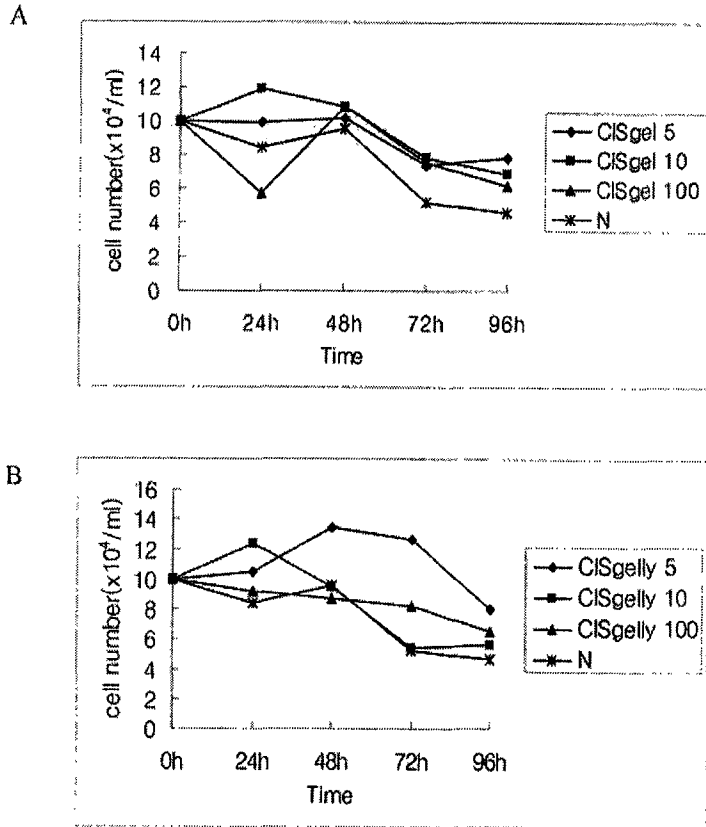 A
cell number(x10⁴/ml)
14
12
10
8
6
4
2
0
0h 24h 48h 72h 96h
Time
CISgel 5
CISgel 10
CISgel 100
N
B
cell number(x10⁴/ml)
16
14
12
10
8
6
4
2
0
0h 24h 48h 72h 96h
Time
CISgelly 5
CISgelly 10
CISgelly 100
N